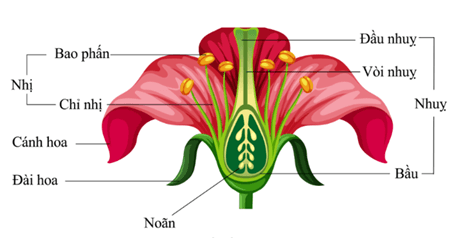 Đầu nhuỵ
Bao phấn
Vòi nhuỵ
Nhị
Nhuỵ
Chỉ nhị
Cánh hoa
Bầu
Đài hoa
Noãn